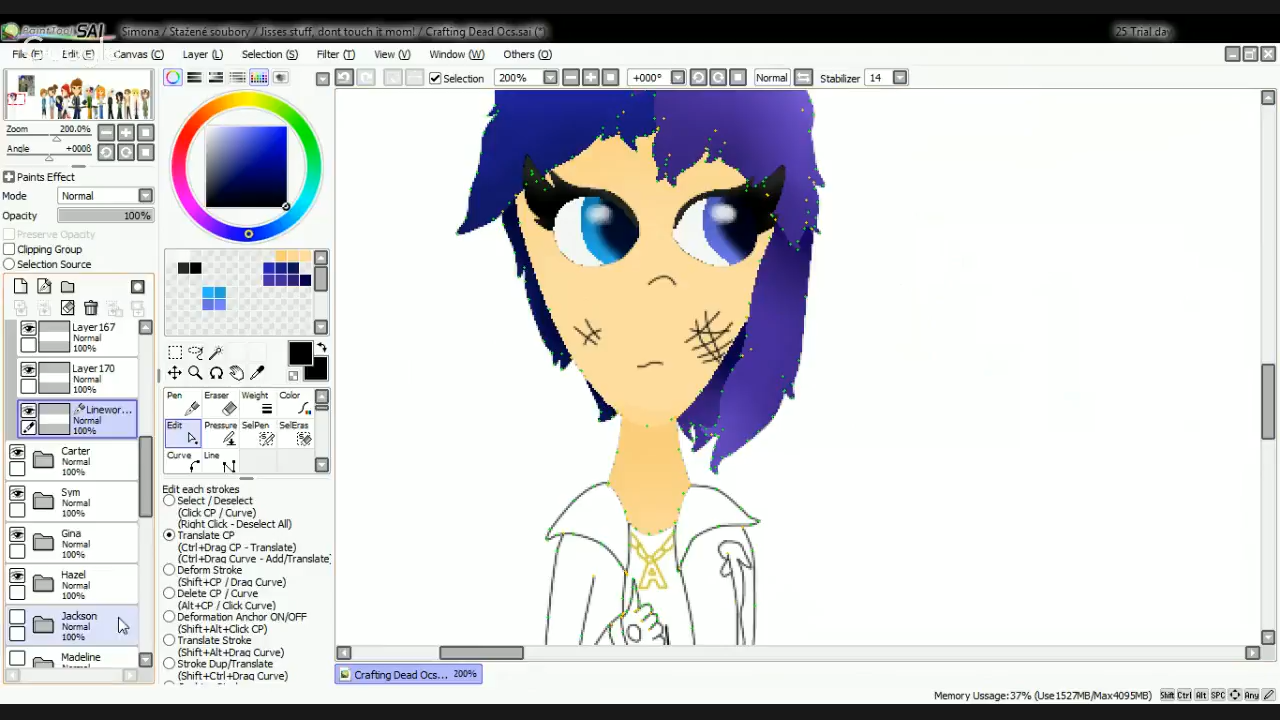 PaintTool SAI Simona / Stažené soubory / Jisses stuff, dont touch it mom! / Crafting Dead Ocs.sai (*) 25 Trial day
File (F) Edit (E) Canvas (C) Layer (L) Selection (S) Filter (T) View (V) Window (W) Others (O)
Selection 200% +000° Normal Stabilizer 14
Zoom 200.0%
Angle +000ß
Paints Effect
Mode Normal
Opacity 100%
Preserve Opacity
Clipping Group
Selection Source
Layer167
Normal
100%
Layer170
Normal
100%
Linewor...
Normal
100%
Carter
Normal
100%
Sym
Normal
100%
Gina
Normal
100%
Hazel
Normal
100%
Jackson
Normal
100%
Madeline
Normal
Pen Eraser Weight Color
Edit Pressure SelPen SelEras
Curve Line
Edit each strokes
Select / Deselect
(Click CP / Curve)
(Right Click - Deselect All)
Translate CP
(Ctrl+Drag CP - Translate)
(Ctrl+Drag Curve - Add/Translate)
Deform Stroke
(Shift+CP / Drag Curve)
Delete CP / Curve
(Alt+CP / Click Curve)
Deformation Anchor ON/OFF
(Shift+Alt+Click CP)
Translate Stroke
(Shift+Alt+Drag)
Stroke Dup/Translate
(Shift+Ctrl+Drag)
A
Crafting Dead Ocs... 200%
Memory Ussage:37% (Use1527MB/Max4095MB) Shift Ctrl Alt SPC Any